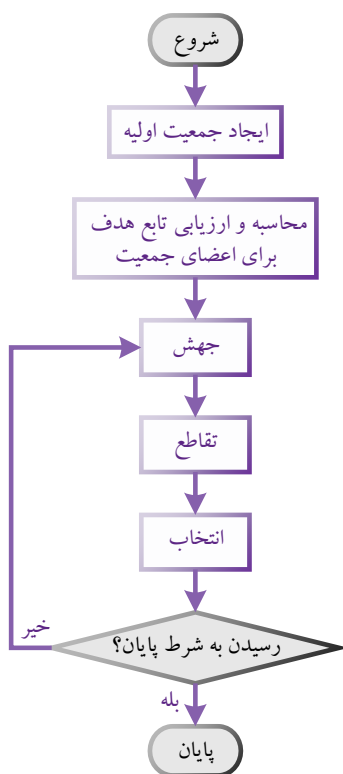 شروع
ایجاد جمعیت اولیه
محاسبه و ارزیابی تابع هدف
برای اعضای جمعیت
جهش
تقاطع
انتخاب
رسیدن به شرط پایان؟
خیر
بله
پایان